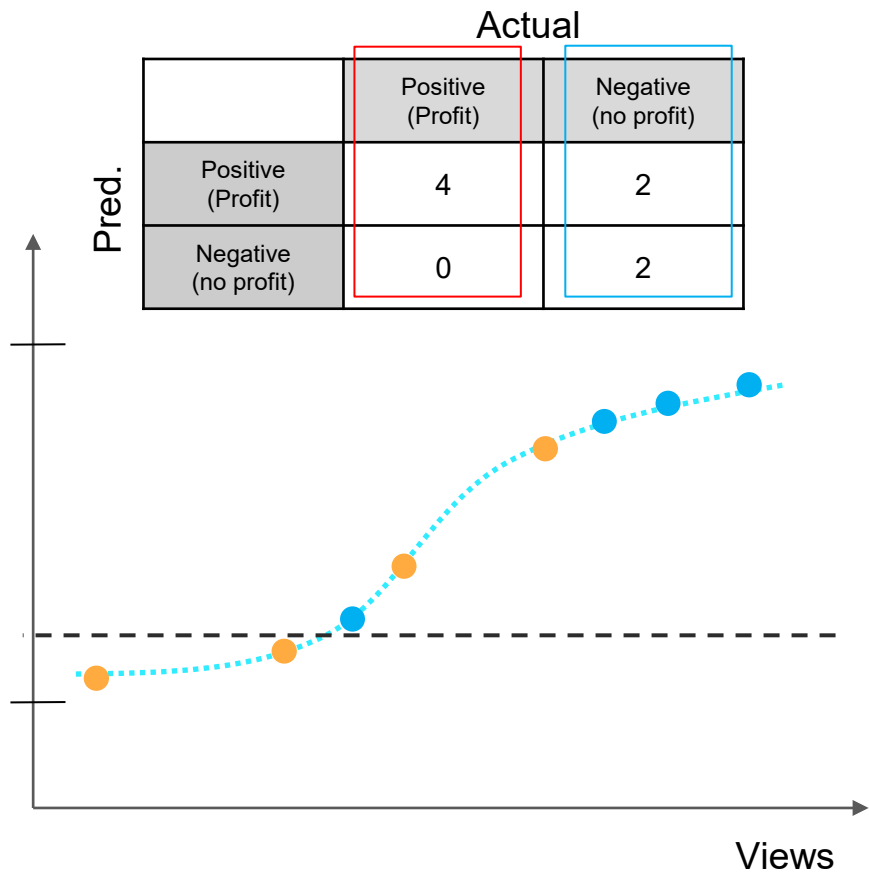 Actual
Positive
(Profit)
Negative
(no profit)
Pred.
Positive
(Profit)
4
2
Negative
(no profit)
0
2
Views